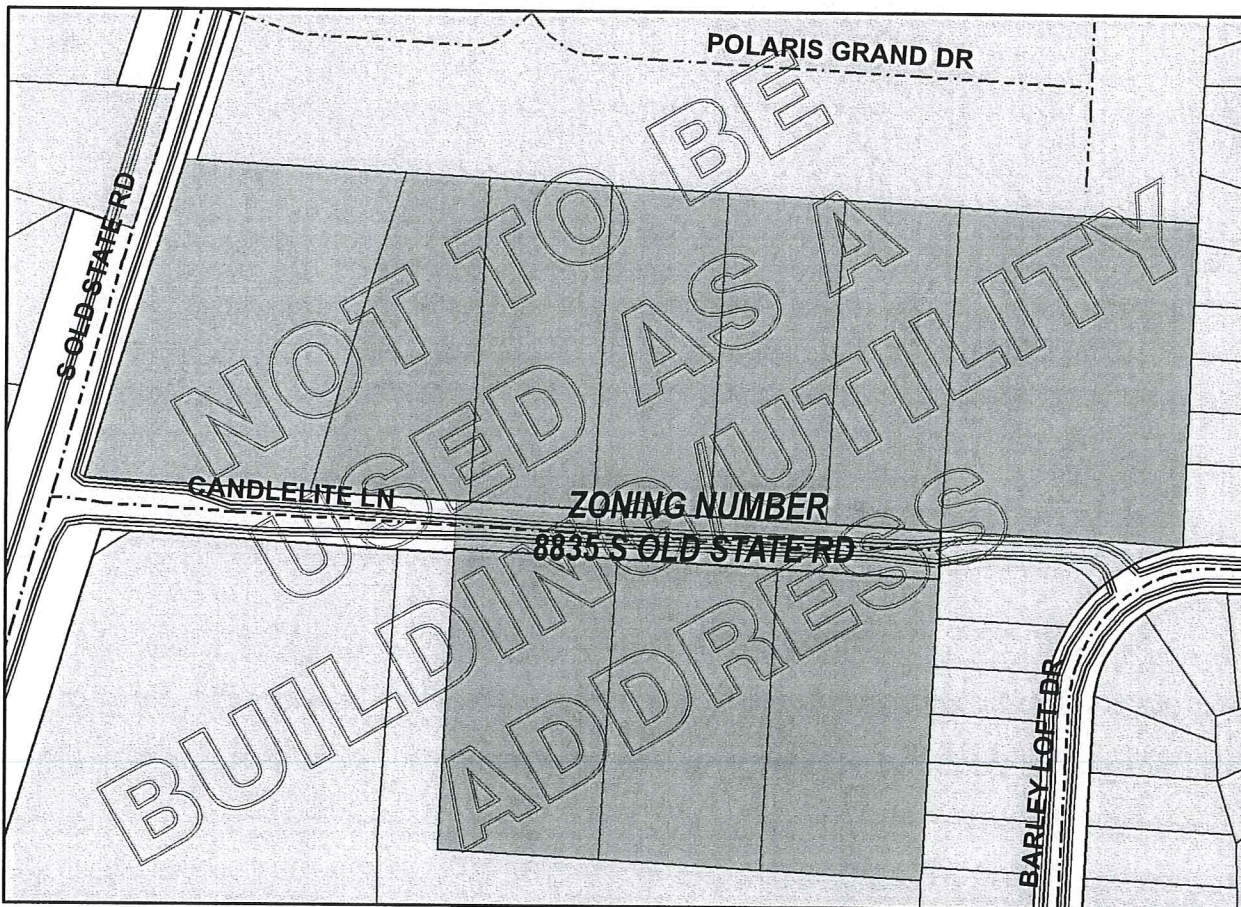 POLARIS GRAND DR
S OLD STATE RD
NOT TO BE
USED AS A
BUILDING/UTILITY
ADDRESS
CANDLELITE LN
ZONING NUMBER
8835 S OLD STATE RD
BARLEY LOFT DR